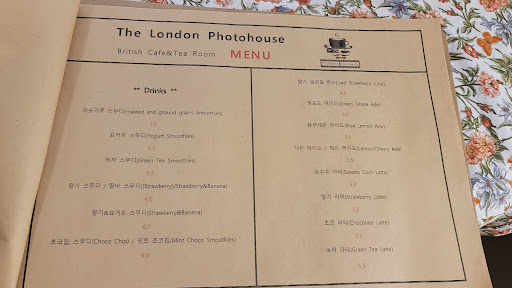 The London Photohouse
British Cafe&Tea Room MENU
** Drinks **
미숫가루 스무디(roasted and ground grain Smoothies)
5.5
요거트 스무디(Yogurt Smoothies)
5.5
녹차 스무디(Green Tea Smoothies)
5.5
딸기 스무디 / 딸바 스무디(Strawberry)/Strawberry&Banana)
6.0
딸기&요거트 스무디(Strawberry&Banana)
6.5
초코칩 스무디(Choco Chat) / 민트 초코칩(Mint Choco Smoothies)
6.0
청포도 에이드(Green Grape Ade)
5.5
블루레몬 에이드(Blue Lemon Ade)
레몬 에이드 / 체리 에이드(Lemon/Cherry Ade)
5.5
옥수수 라떼(Sweets Corn Latte)
5.5
딸기 라떼(Strawberry Latte)
5.5
초코 라떼(Chocolate Latte)
5.5
녹차 라떼(Green Tea Latte)
5.5